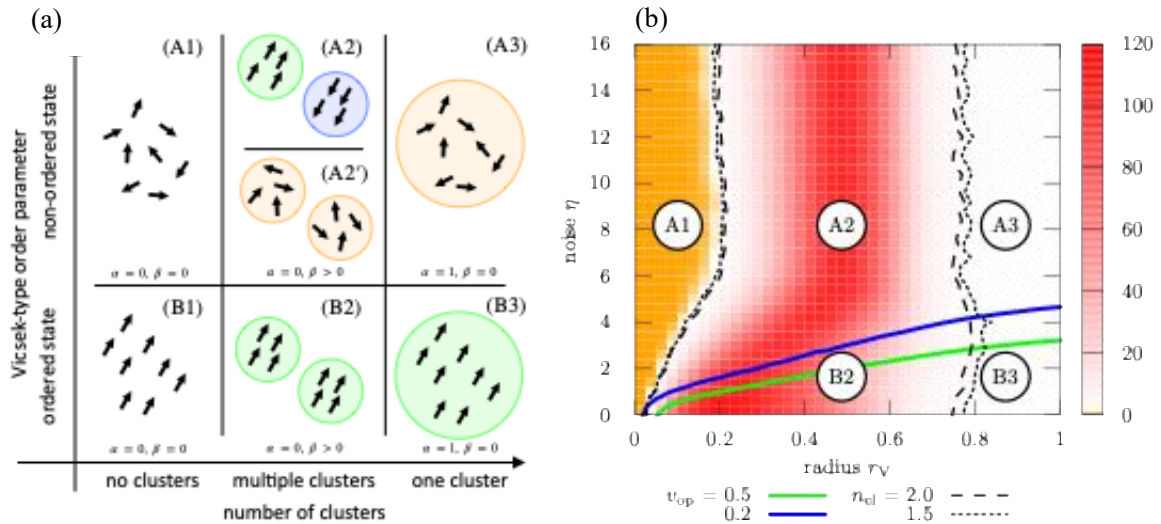 (a)
(b)
Vicsek-type order parameter
non-ordered state
ordered state
(A1)
(A2)
(A3)
(A2')
α = 0, β = 0
α = 0, β > 0
α = 1, β = 0
(B1)
(B2)
(B3)
α = 0, β = 0
α = 0, β > 0
α = 1, β = 0
no clusters
multiple clusters
one cluster
number of clusters
noise η
16
14
12
10
8
6
4
2
0
A1
A2
A3
B2
B3
0
0.2
0.4
0.6
0.8
1
radius r_V
120
100
80
60
40
20
0
v_op = 0.5
0.2
n_cl = 2.0
1.5